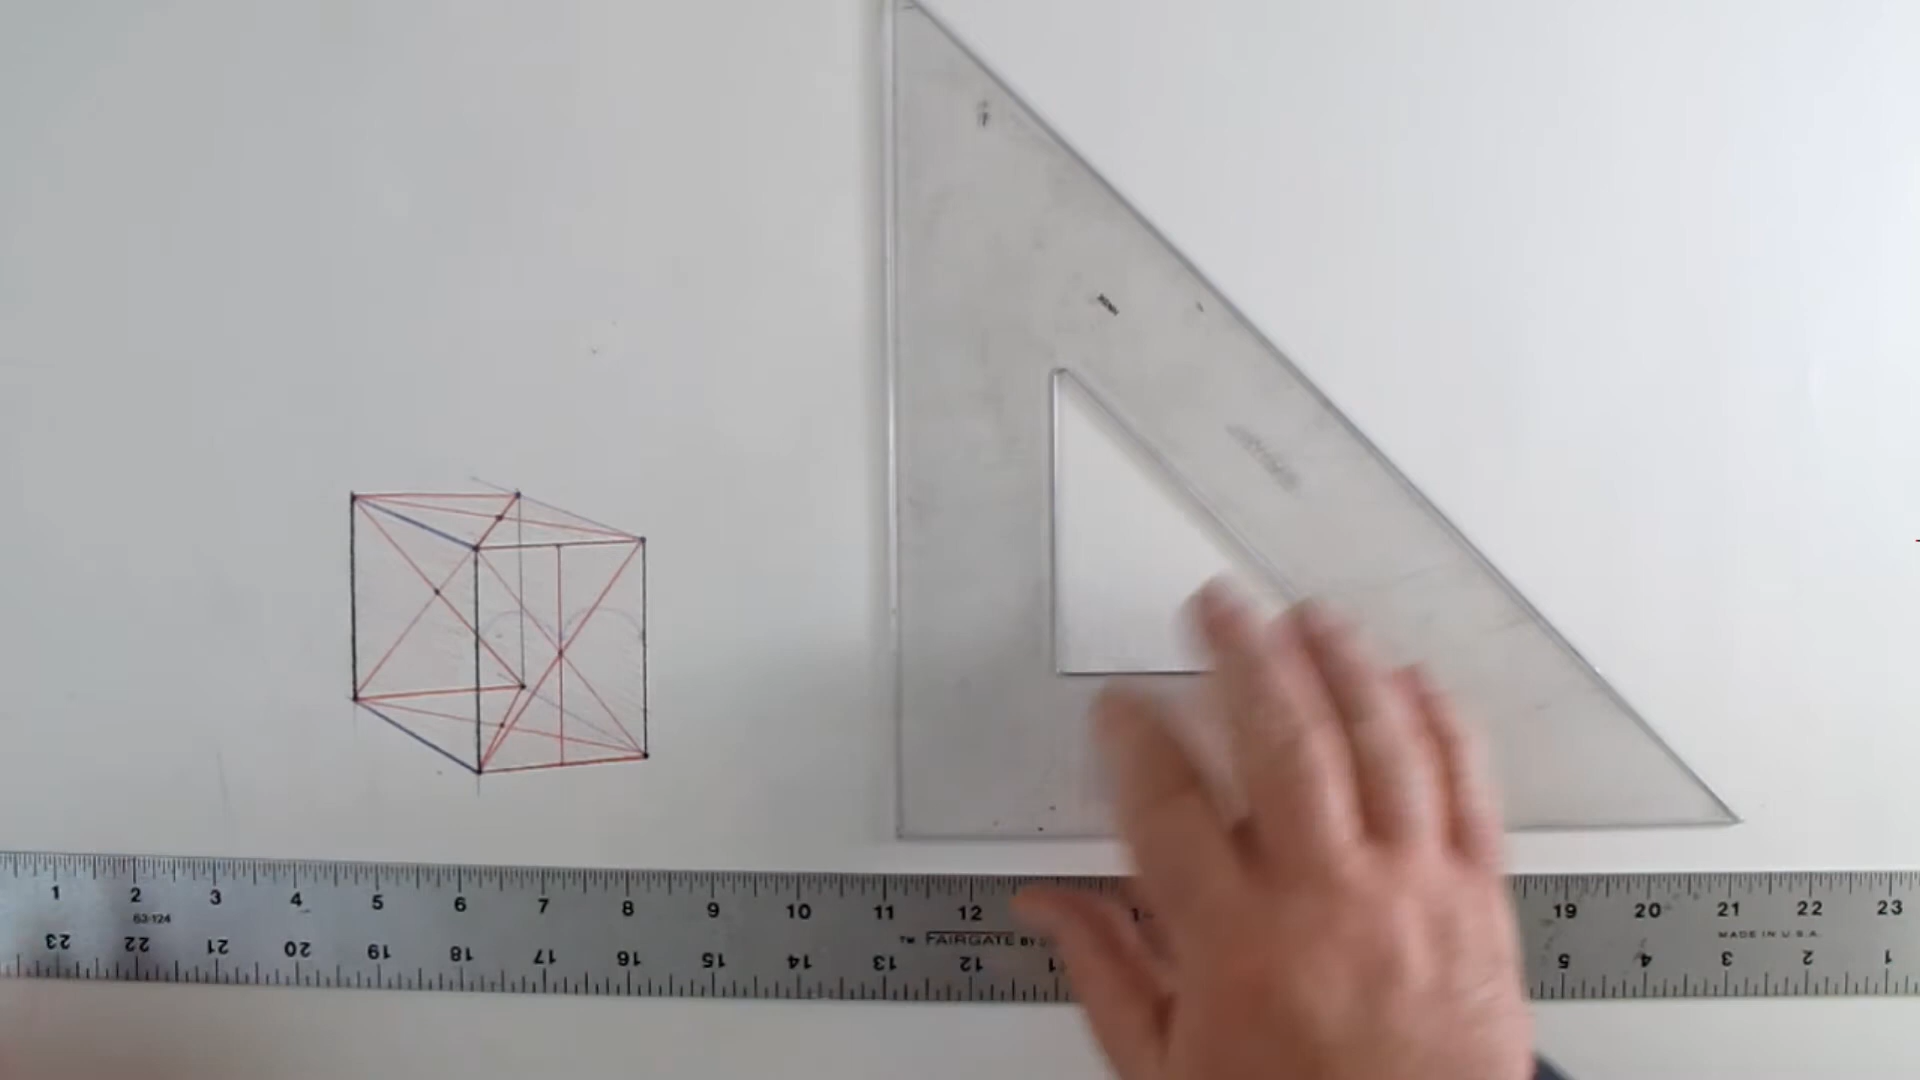 1 2 3 4 5 6 7 8 9 10 11 12 19 20 21 22 23
63-124
™ FAIRGATE BY
MADE IN U.S.A.
23 22 21 20 19 18 17 16 15 14 13 12 5 4 3 2 1